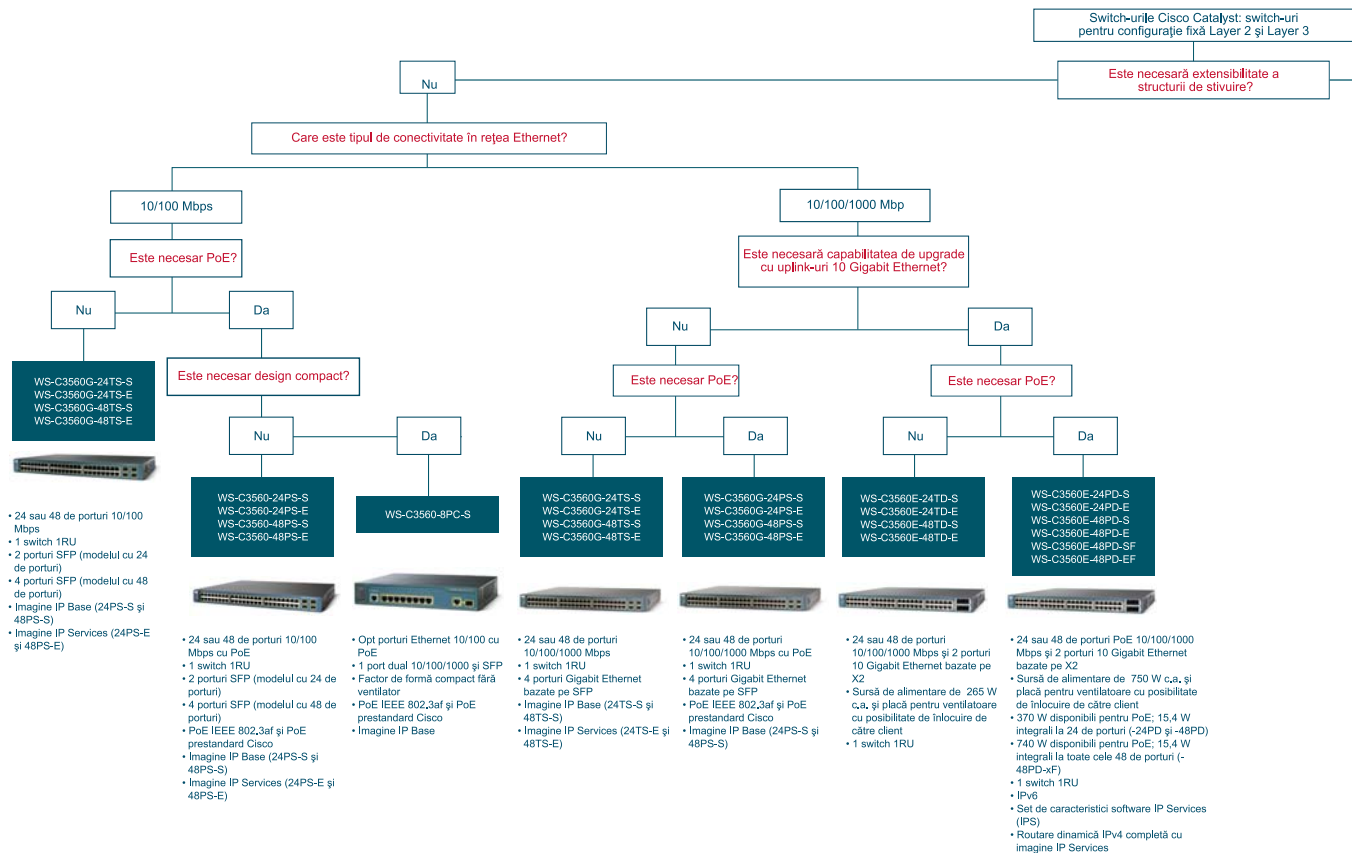 Switch-urile Cisco Catalyst: switch-uri
pentru configuraţie fixă Layer 2 şi Layer 3
Este necesară extensibilitate a
structurii de stivuire?
Nu
Care este tipul de conectivitate în reţea Ethernet?
10/100 Mbps
Este necesar PoE?
Nu
Da
WS-C3560G-24TS-S
WS-C3560G-24TS-E
WS-C3560G-48TS-S
WS-C3560G-48TS-E
• 24 sau 48 de porturi 10/100
Mbps
• 1 switch 1RU
• 2 porturi SFP (modelul cu 24
de porturi)
• 4 porturi SFP (modelul cu 48
de porturi)
• Imagine IP Base (24PS-S şi
48PS-S)
• Imagine IP Services (24PS-E
şi 48PS-E)
Este necesar design compact?
Nu
Da
WS-C3560-24PS-S
WS-C3560-24PS-E
WS-C3560-48PS-S
WS-C3560-48PS-E
• 24 sau 48 de porturi 10/100
Mbps cu PoE
• 1 switch 1RU
• 2 porturi SFP (modelul cu 24 de
porturi)
• 4 porturi SFP (modelul cu 48 de
porturi)
• PoE IEEE 802.3af şi PoE
prestandard Cisco
• Imagine IP Base (24PS-S şi
48PS-S)
• Imagine IP Services (24PS-E şi
48PS-E)
WS-C3560-8PC-S
• Opt porturi Ethernet 10/100 cu
PoE
• 1 port dual 10/100/1000 şi SFP
• Factor de formă compact fără
ventilator
• PoE IEEE 802.3af şi PoE
prestandard Cisco
• Imagine IP Base
10/100/1000 Mbp
Este necesară capabilitatea de upgrade
cu uplink-uri 10 Gigabit Ethernet?
Nu
Da
Este necesar PoE?
Nu
Da
WS-C3560G-24TS-S
WS-C3560G-24TS-E
WS-C3560G-48TS-S
WS-C3560G-48TS-E
• 24 sau 48 de porturi
10/100/1000 Mbps
• 1 switch 1RU
• 4 porturi Gigabit Ethernet
bazate pe SFP
• Imagine IP Base (24TS-S şi
48TS-S)
• Imagine IP Services (24TS-E şi
48TS-E)
WS-C3560G-24PS-S
WS-C3560G-24PS-E
WS-C3560G-48PS-S
WS-C3560G-48PS-E
• 24 sau 48 de porturi
10/100/1000 Mbps cu PoE
• 1 switch 1RU
• 4 porturi Gigabit Ethernet
bazate pe SFP
• PoE IEEE 802.3af şi PoE
prestandard Cisco
• Imagine IP Base (24PS-S şi
48PS-S)
Este necesar PoE?
Nu
Da
WS-C3560E-24TD-S
WS-C3560E-24TD-E
WS-C3560E-48TD-S
WS-C3560E-48TD-E
• 24 sau 48 de porturi
10/100/1000 Mbps şi 2 porturi
10 Gigabit Ethernet bazate pe
X2
• Sursă de alimentare de 265 W
c.a. şi placă pentru ventilatoare
cu posibilitate de înlocuire de
către client
• 1 switch 1RU
WS-C3560E-24PD-S
WS-C3560E-24PD-E
WS-C3560E-48PD-S
WS-C3560E-48PD-E
WS-C3560E-48PD-SF
WS-C3560E-48PD-EF
• 24 sau 48 de porturi PoE 10/100/1000
Mbps şi 2 porturi 10 Gigabit Ethernet
bazate pe X2
• Sursă de alimentare de 750 W c.a. şi
placă pentru ventilatoare cu posibilitate
de înlocuire de către client
• 370 W disponibili pentru PoE; 15,4 W
integrali la 24 de porturi (-24PD şi -48PD)
• 740 W disponibili pentru PoE; 15,4 W
integrali la toate cele 48 de porturi (-
48PD-xF)
• 1 switch 1RU
• IPv6
• Set de caracteristici software IP Services
(IPS)
• Routare dinamică IPv4 completă cu
imagine IP Services